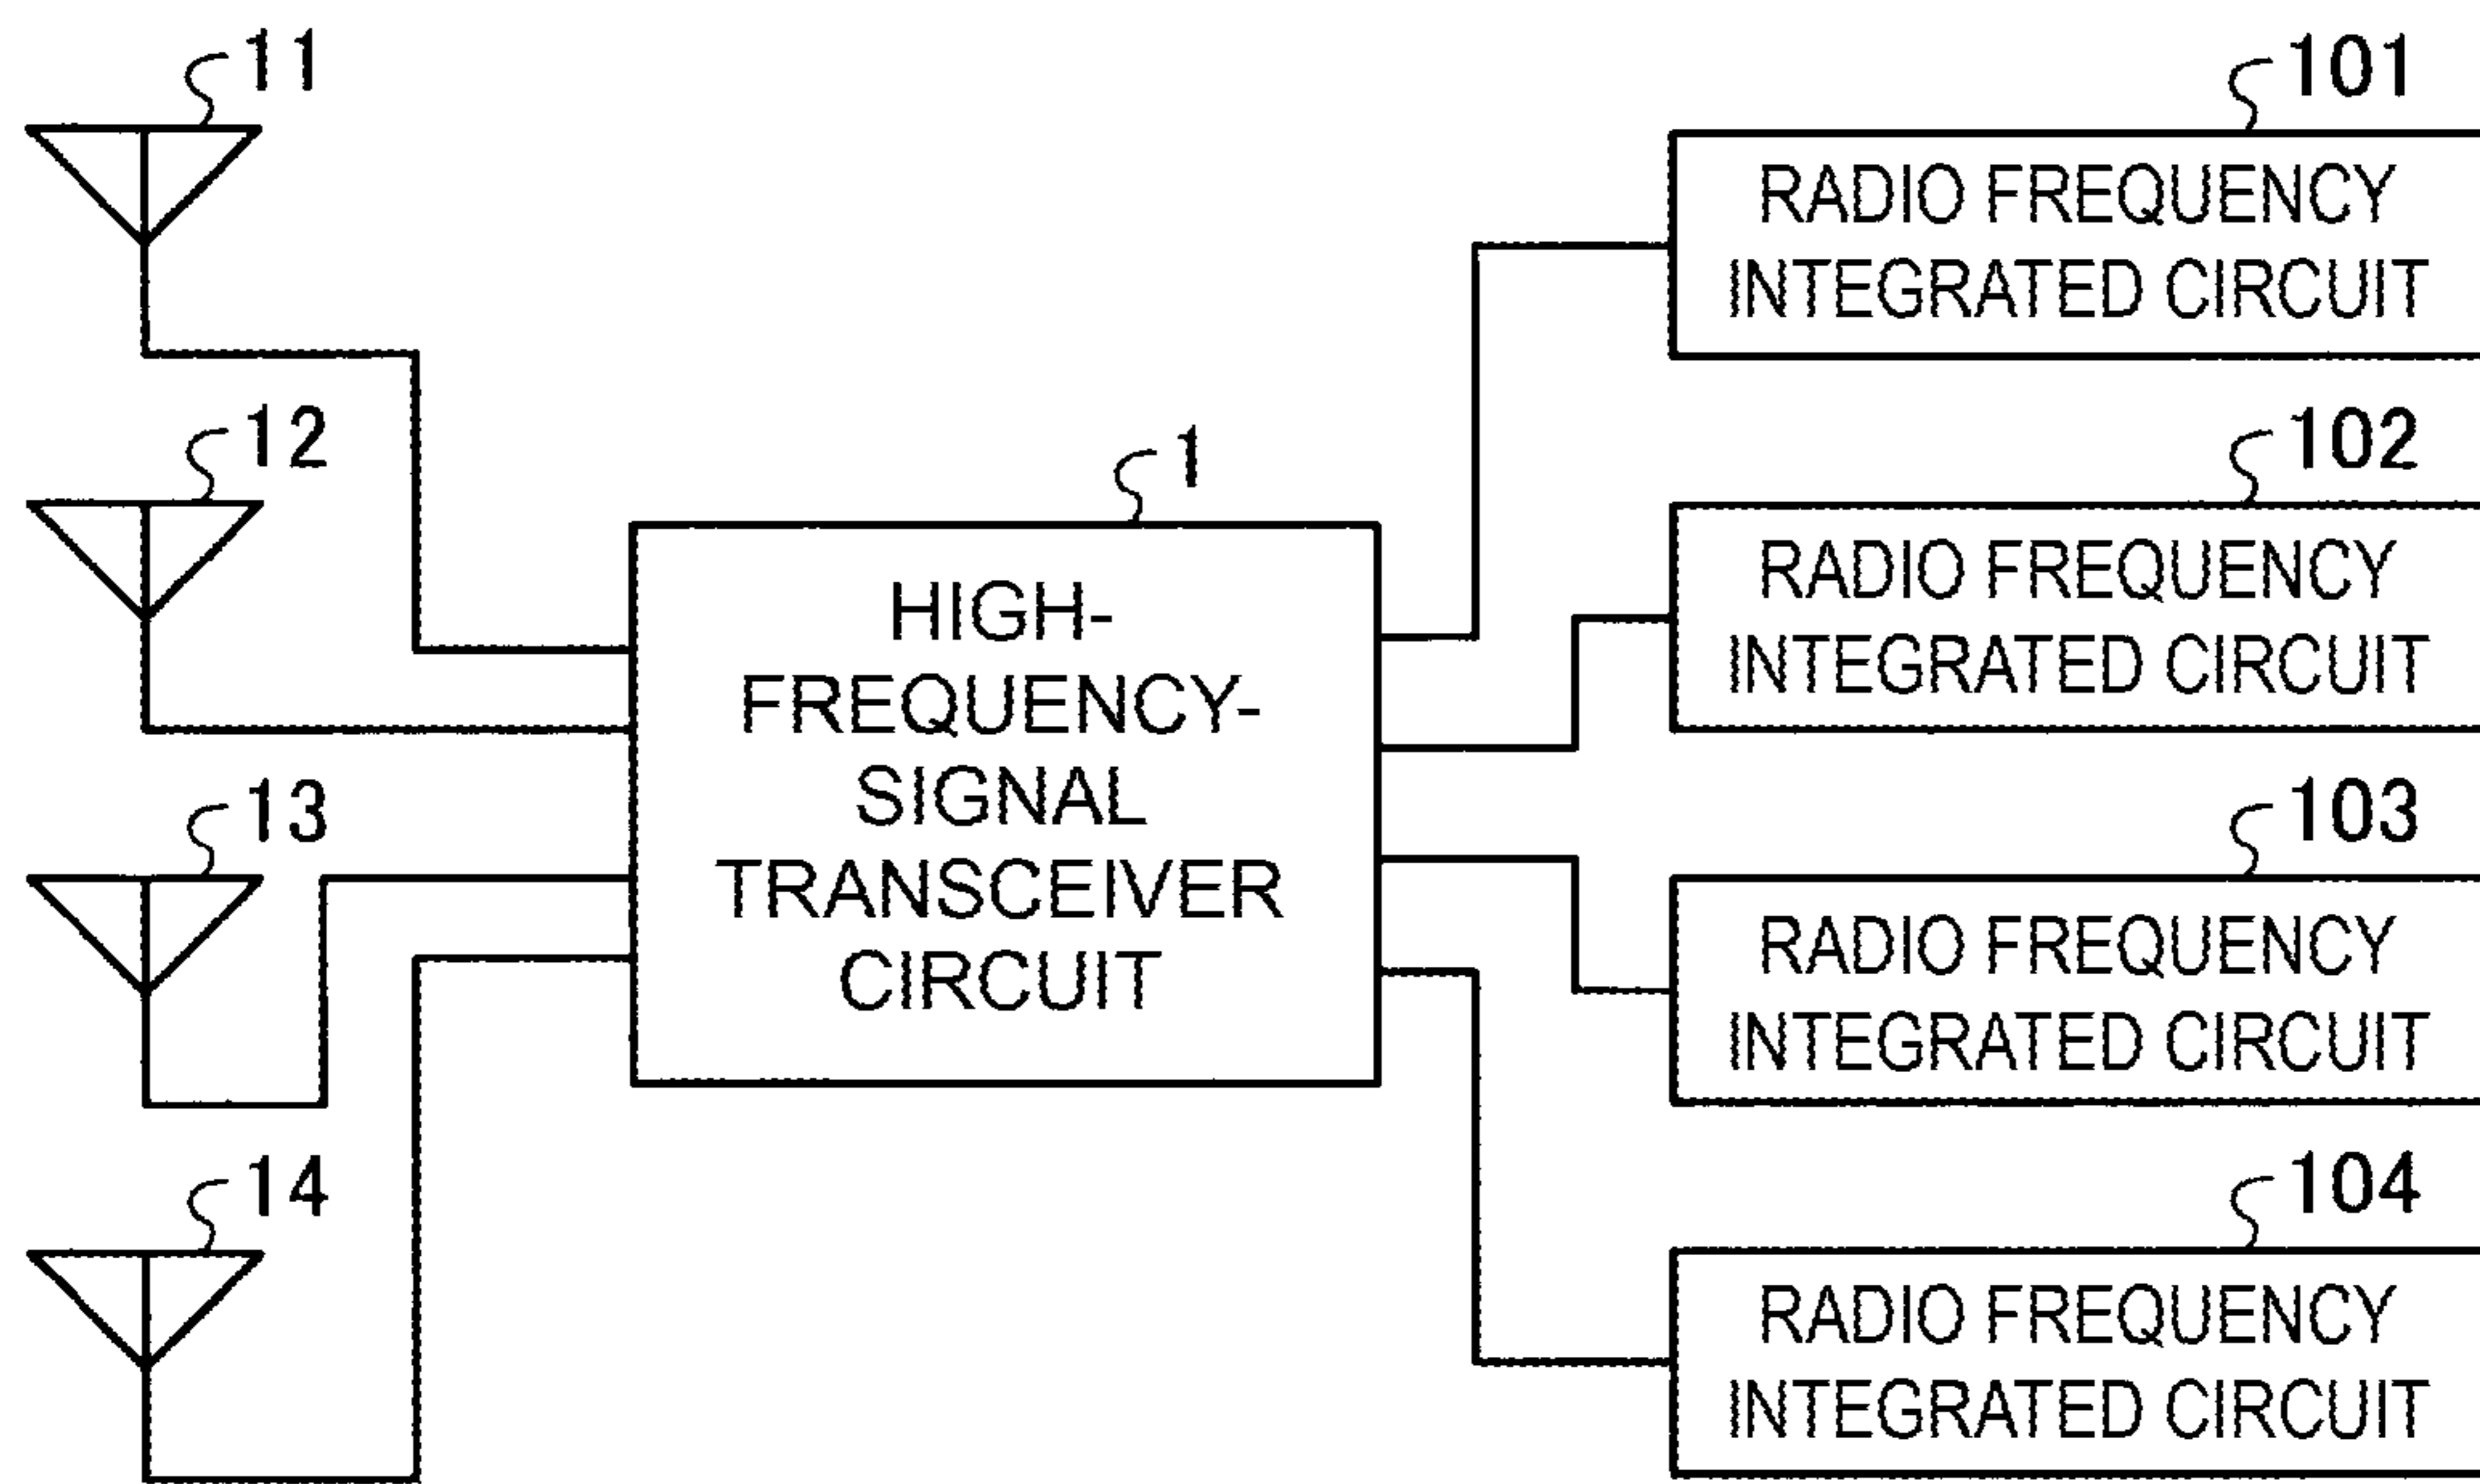 11
101
RADIO FREQUENCY
INTEGRATED CIRCUIT
12
102
1
RADIO FREQUENCY
INTEGRATED CIRCUIT
HIGH-
FREQUENCY-
SIGNAL
TRANSCEIVER
CIRCUIT
13
103
RADIO FREQUENCY
INTEGRATED CIRCUIT
14
104
RADIO FREQUENCY
INTEGRATED CIRCUIT